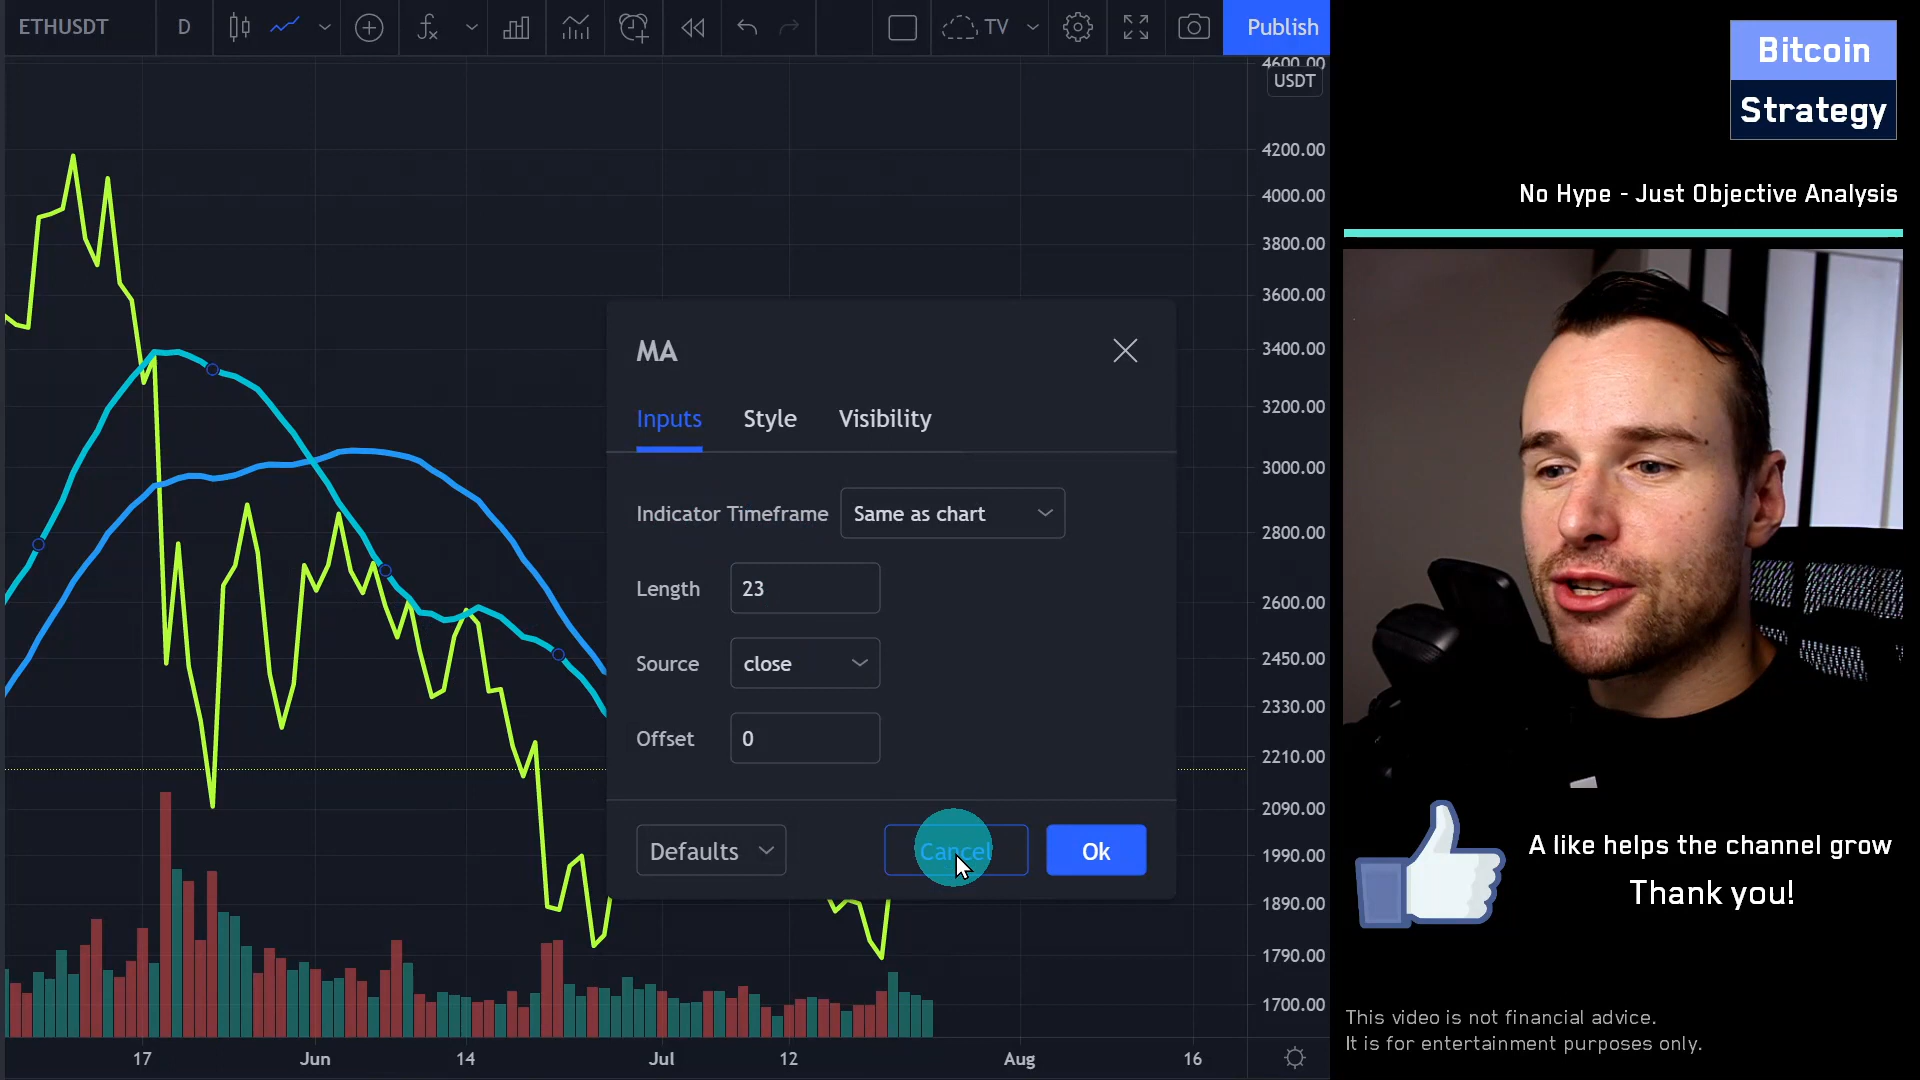 ETHUSDT
D
TV
Publish
4600.00
USDT
4200.00
4000.00
3800.00
3600.00
3400.00
3200.00
3000.00
2800.00
2600.00
2450.00
2330.00
2210.00
2090.00
1990.00
1890.00
1790.00
1700.00
17
Jun
14
Jul
12
Aug
16
MA
Inputs
Style
Visibility
Indicator Timeframe
Same as chart
Length
23
Source
close
Offset
0
Defaults
Cancel
Ok
Bitcoin
Strategy
No Hype - Just Objective Analysis
A like helps the channel grow
Thank you!
This video is not financial advice.
It is for entertainment purposes only.